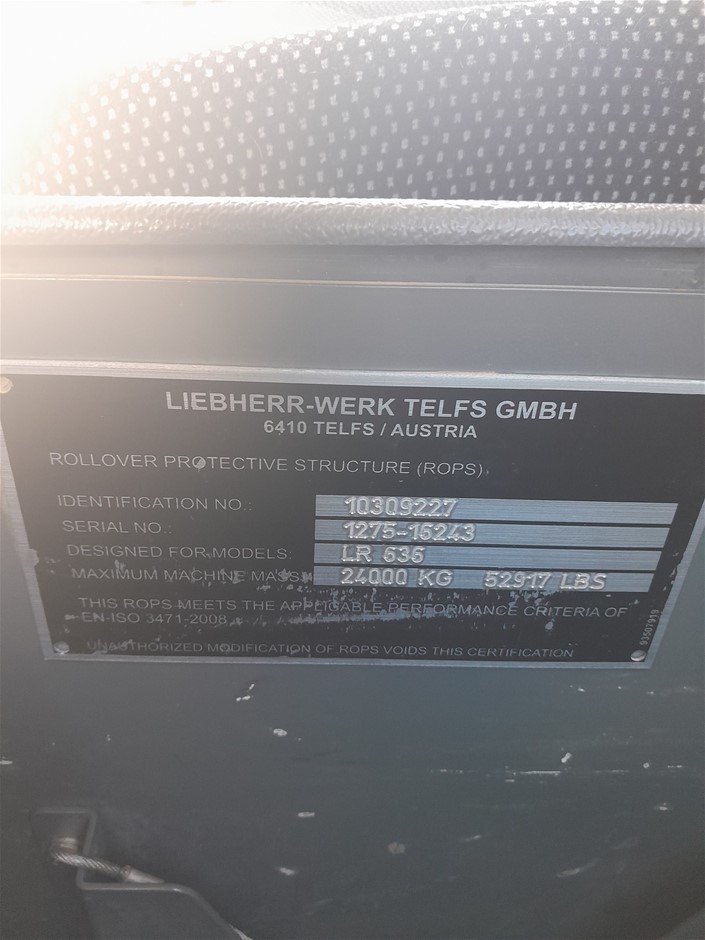 LIEBHERR-WERK TELFS GMBH
6410 TELFS / AUSTRIA
ROLLOVER PROTECTIVE STRUCTURE (ROPS)
IDENTIFICATION NO.: 10309227
SERIAL NO.: 1275-16243
DESIGNED FOR MODELS: LR 636
MAXIMUM MACHINE MASS: 24000 KG 52917 LBS
THIS ROPS MEETS THE APPLICABLE PERFORMANCE CRITERIA OF
EN-ISO 3471-2008
UNAUTHORIZED MODIFICATION OF ROPS VOIDS THIS CERTIFICATION